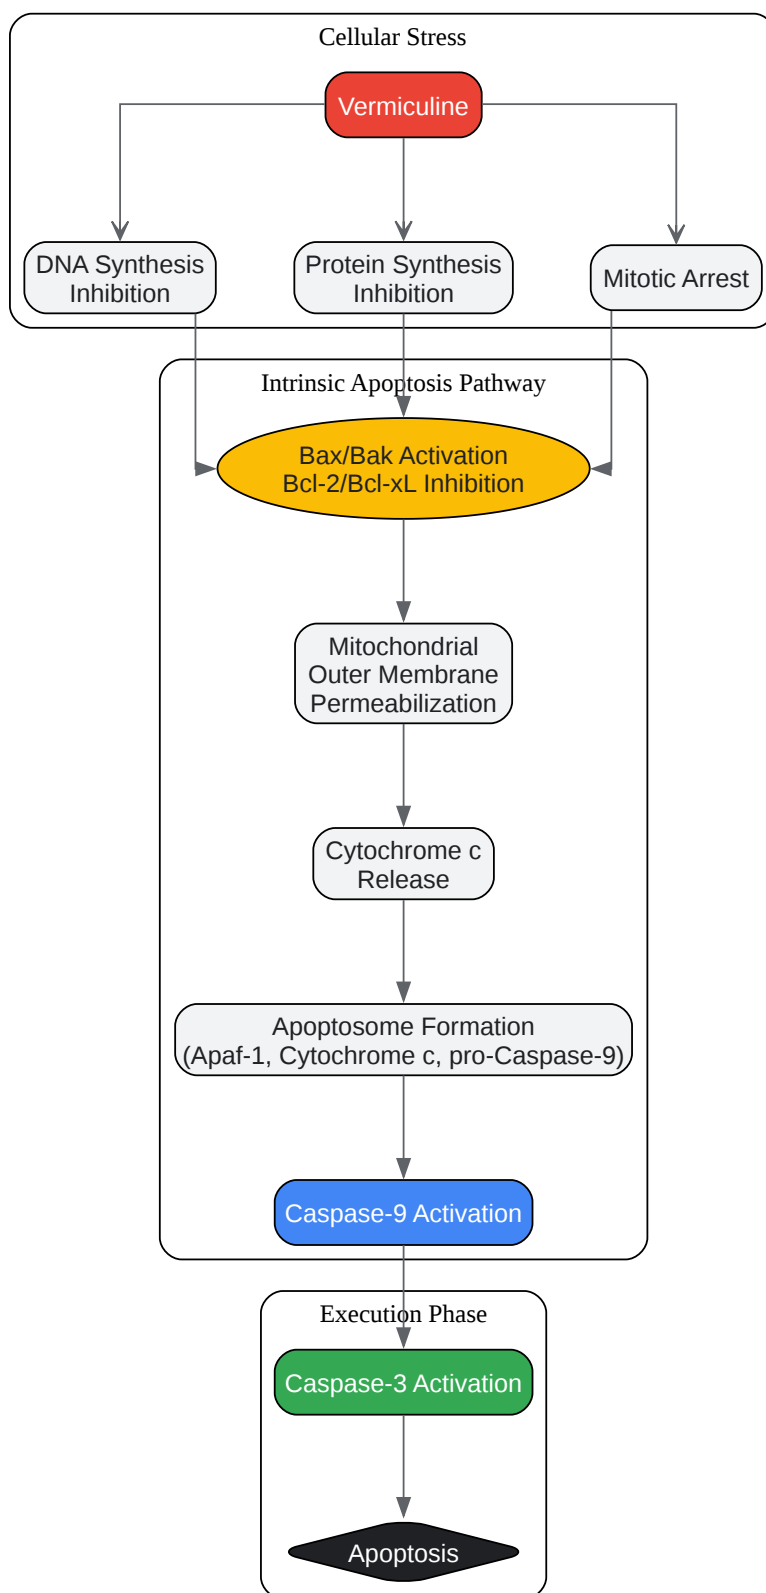 Cellular Stress
Vermiculine
DNA Synthesis
Inhibition
Protein Synthesis
Inhibition
Mitotic Arrest
Intrinsic Apoptosis Pathway
Bax/Bak Activation
Bcl-2/Bcl-xL Inhibition
Mitochondrial
Outer Membrane
Permeabilization
Cytochrome c
Release
Apoptosome Formation
(Apaf-1, Cytochrome c, pro-Caspase-9)
Caspase-9 Activation
Execution Phase
Caspase-3 Activation
Apoptosis